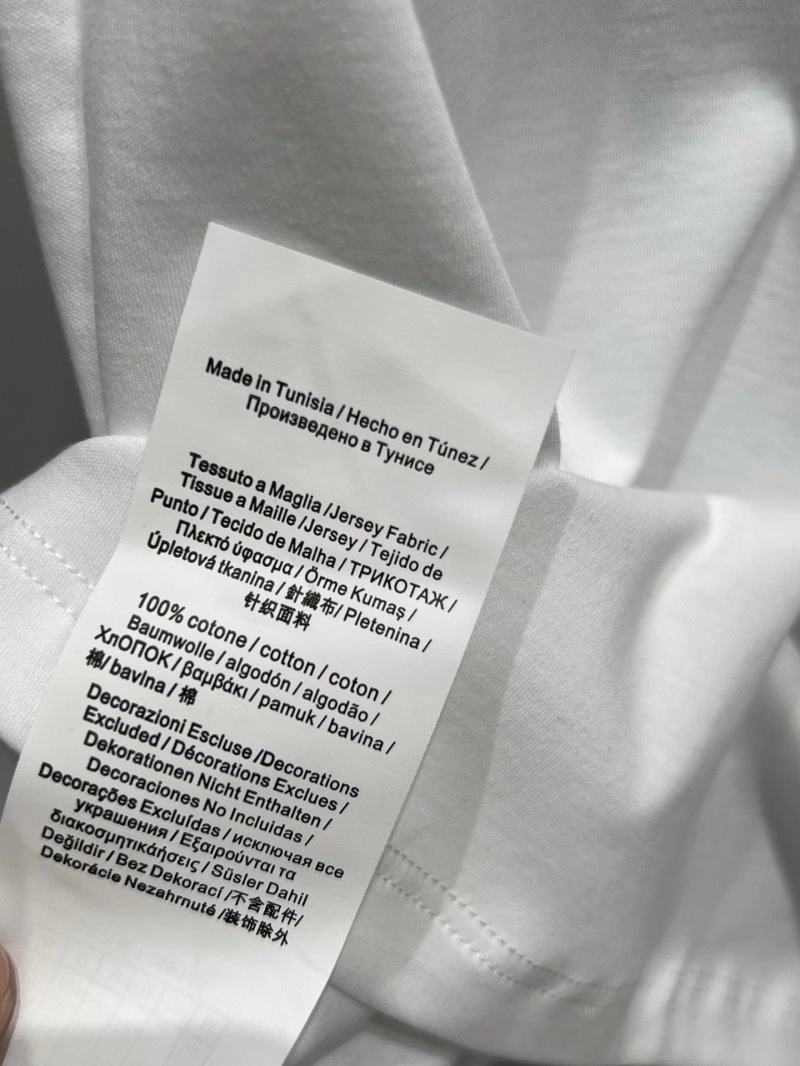 Made in Tunisia / Hecho en Túnez /
Произведено в Тунисе
Tessuto a Maglia /Jersey Fabric /
Tissue a Maille /Jersey / Tejido de
Punto / Tecido de Malha / ТРИКОТАЖ /
Πλεκτό ύφασμα / Örme Kumaş /
Úpletová tkanina / 針織布/ Pletenina /
针织面料
100% cotone / cotton / coton /
Baumwolle / algodón / algodão /
ХлОПОК / βαμβάκι / pamuk / bavina /
棉/ bavlna / 棉
Decorazioni Escluse /Decorations
Excluded / Décorations Exclues /
Dekorationen Nicht Enthalten /
Decoraciones No Incluidas /
Decorações Excluídas / исключая все
украшения / Εξαιρούνται τα
διακοσμητικάήσεις / Süsler Dahil
Değildir / Bez Dekorací /不含配件/
Dekorácie Nezahrnuté /装饰除外